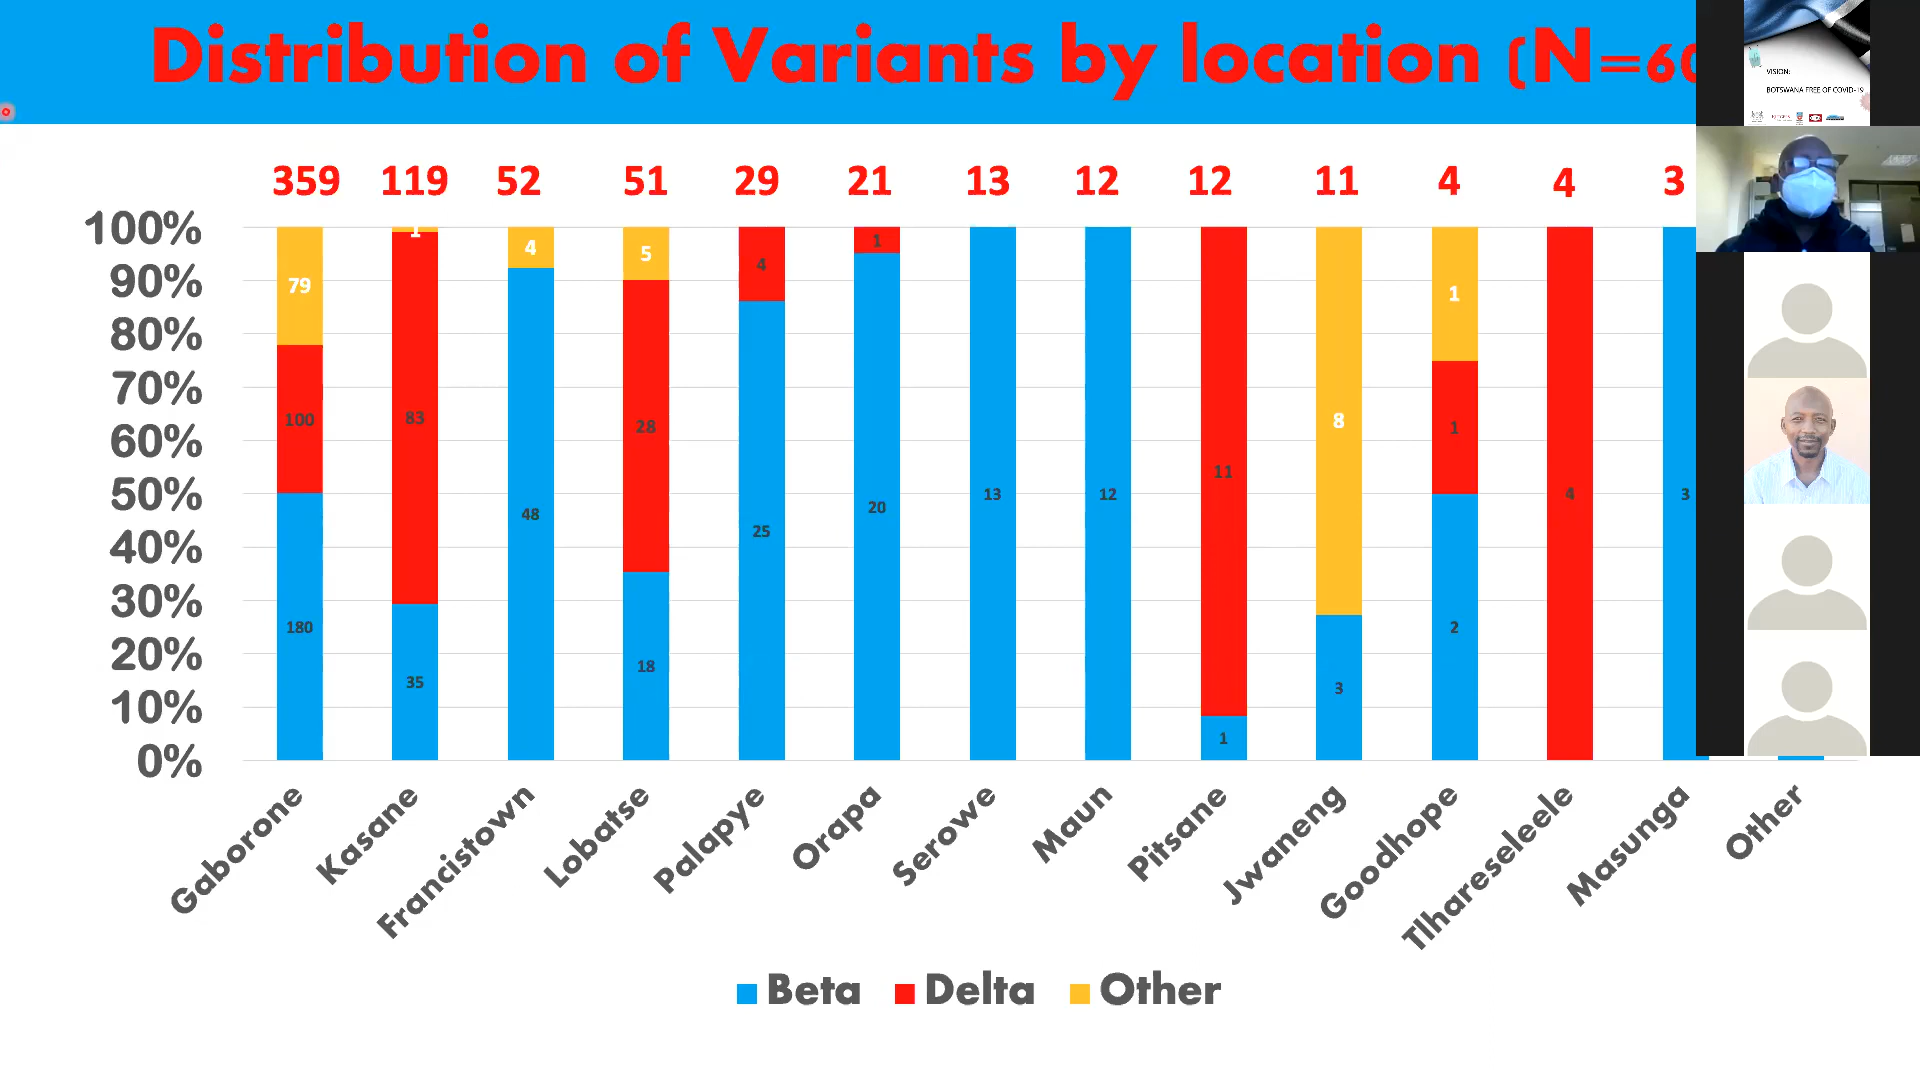 Distribution of Variants by location (N=60
VISION:
BOTSWANA FREE OF COVID-19
359 119 52 51 29 21 13 12 12 11 4 4 3
100%
90%
80%
70%
60%
50%
40%
30%
20%
10%
0%
79 100 180
1 83 35
4 48
5 28 18
4 25
1 20
13
12
11 1
8 3
1 1 2
4
3
Gaborone
Kasane
Francistown
Lobatse
Palapye
Orapa
Serowe
Maun
Pitsane
Jwaneng
Goodhope
Tlhareseleele
Masunga
Other
Beta Delta Other